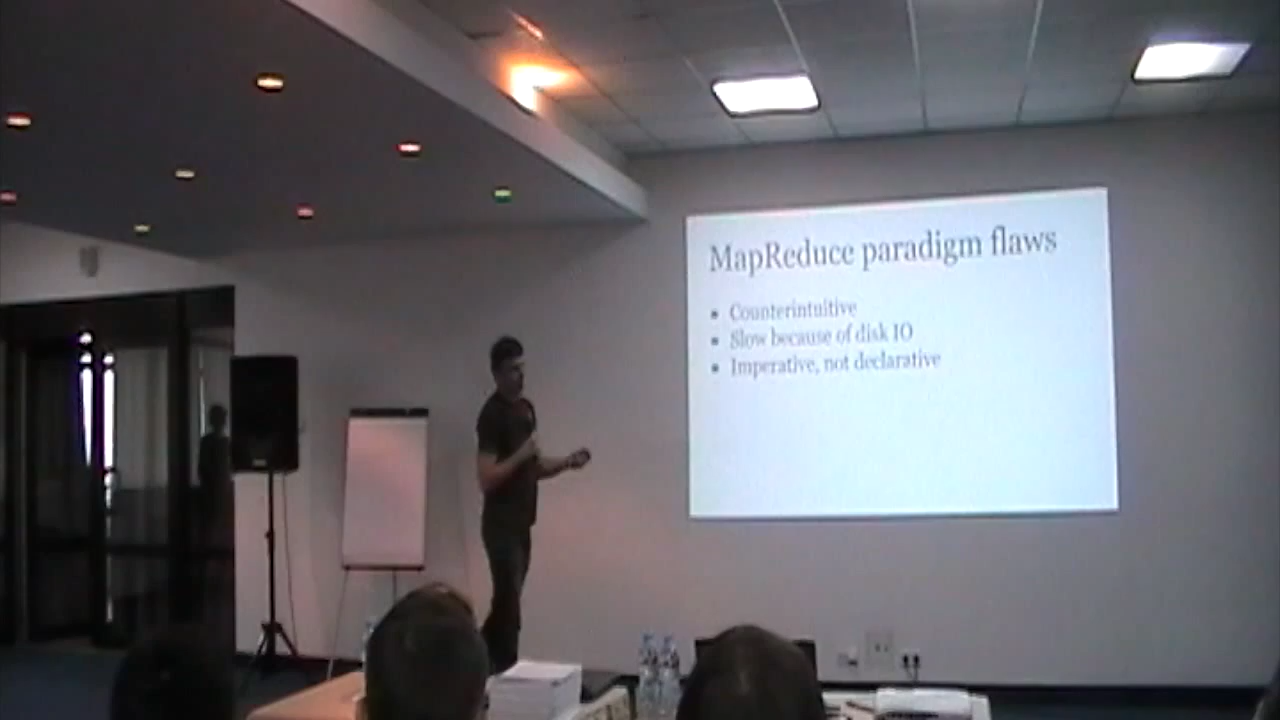 MapReduce paradigm flaws
Counterintuitive
Slow because of disk IO
Imperative, not declarative